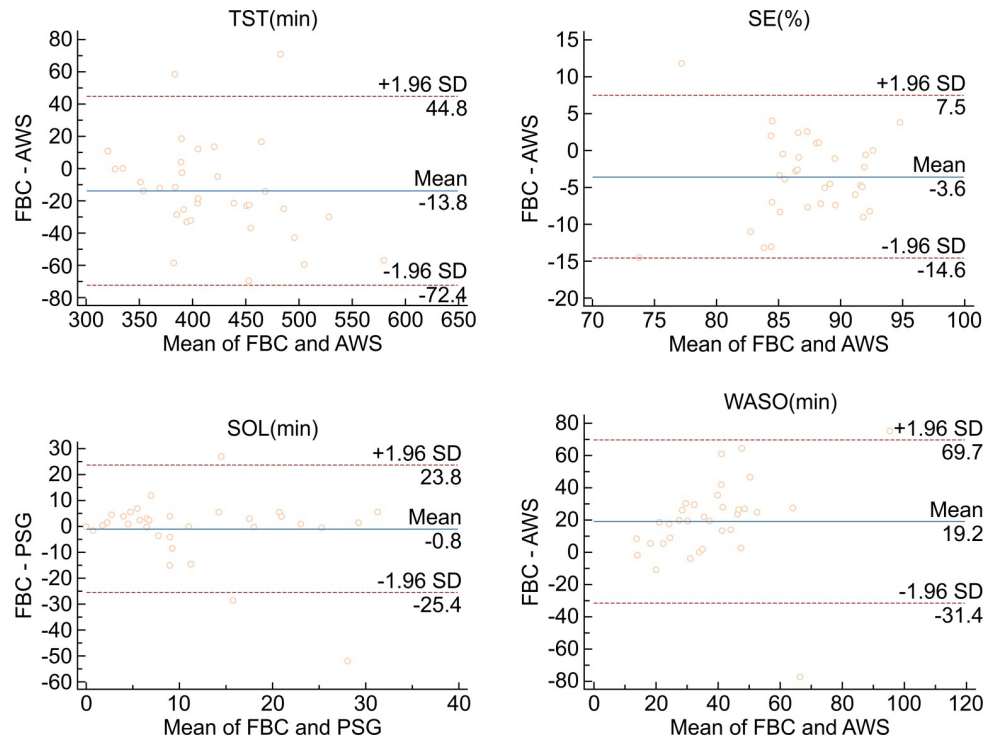 TST(min)
80
60
40
20
0
-20
-40
-60
-80
FBC - AWS
+1.96 SD
44.8
Mean
-13.8
-1.96 SD
-72.4
300 350 400 450 500 550 600 650
Mean of FBC and AWS
SE(%)
15
10
5
0
-5
-10
-15
-20
FBC - AWS
+1.96 SD
7.5
Mean
-3.6
-1.96 SD
-14.6
70 75 80 85 90 95 100
Mean of FBC and AWS
SOL(min)
30
20
10
0
-10
-20
-30
-40
-50
-60
FBC - PSG
+1.96 SD
23.8
Mean
-0.8
-1.96 SD
-25.4
0 10 20 30 40
Mean of FBC and PSG
WASO(min)
80
60
40
20
0
-20
-40
-60
-80
FBC - AWS
+1.96 SD
69.7
Mean
19.2
-1.96 SD
-31.4
0 20 40 60 80 100 120
Mean of FBC and AWS